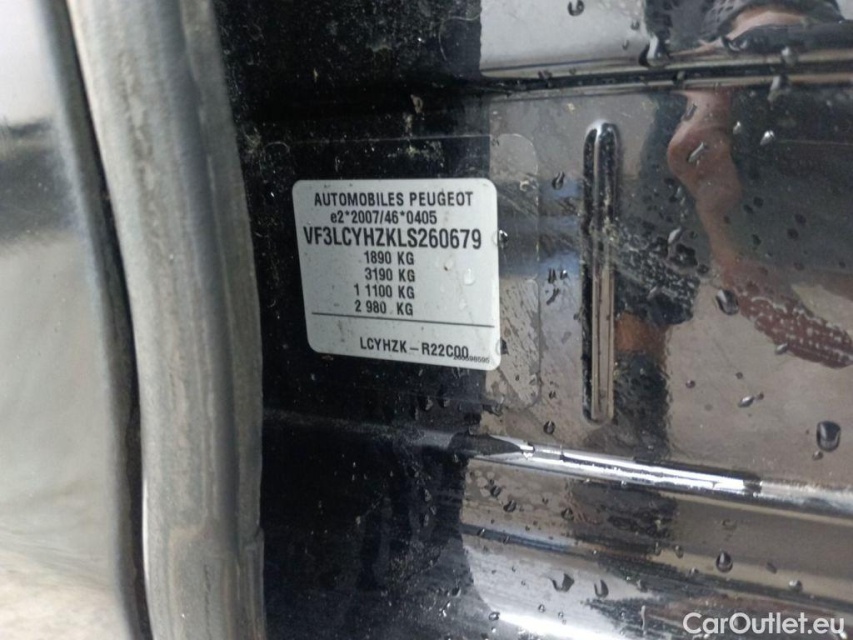 AUTOMOBILES PEUGEOT
e2*2007/46*0405
VF3LCYHZKLS260679
1890 KG
3190 KG
1 1100 KG
2 980 KG
LCYHZK-R22C00
CarOutlet.eu